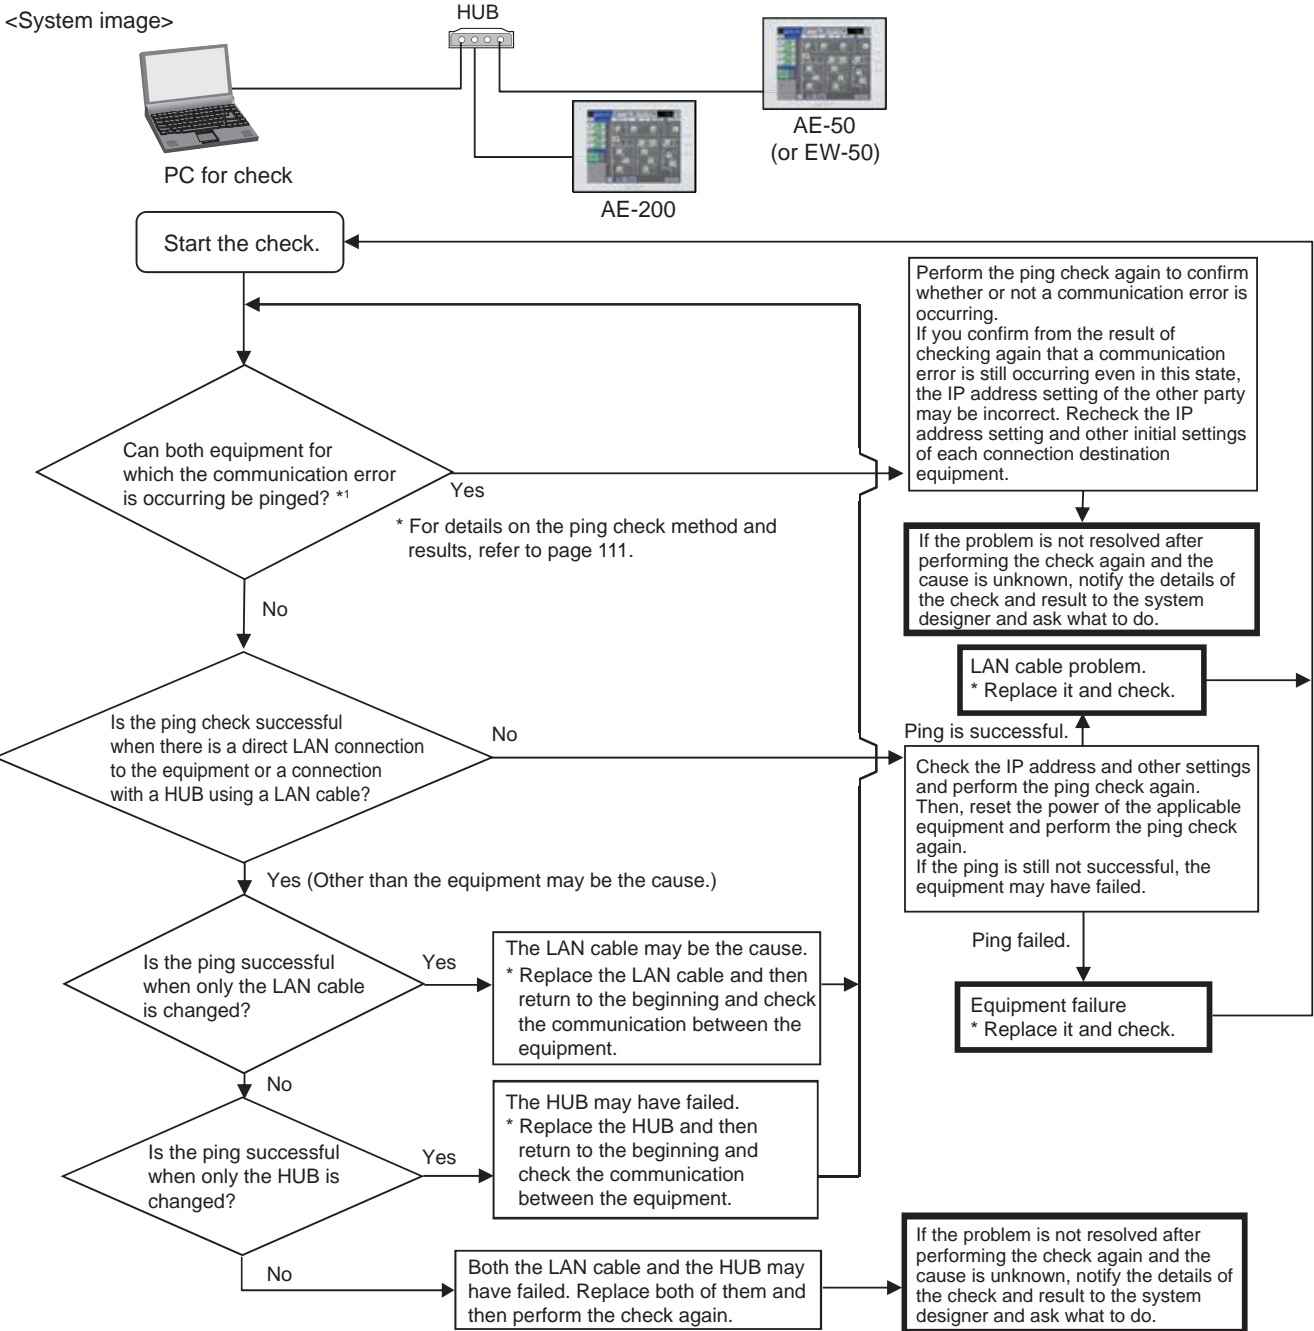 <System image>
HUB
PC for check
AE-200
AE-50
(or EW-50)
Start the check.
Can both equipment for
which the communication error
is occurring be pinged? *1
Yes
* For details on the ping check method and
results, refer to page 111.
No
Perform the ping check again to confirm
whether or not a communication error is
occurring.
If you confirm from the result of
checking again that a communication
error is still occurring even in this state,
the IP address setting of the other party
may be incorrect. Recheck the IP
address setting and other initial settings
of each connection destination
equipment.
If the problem is not resolved after
performing the check again and the
cause is unknown, notify the details of
the check and result to the system
designer and ask what to do.
LAN cable problem.
* Replace it and check.
Ping is successful.
Is the ping check successful
when there is a direct LAN connection
to the equipment or a connection
with a HUB using a LAN cable?
No
Check the IP address and other settings
and perform the ping check again.
Then, reset the power of the applicable
equipment and perform the ping check
again.
If the ping is still not successful, the
equipment may have failed.
Ping failed.
Equipment failure
* Replace it and check.
Yes (Other than the equipment may be the cause.)
Is the ping successful
when only the LAN cable
is changed?
Yes
The LAN cable may be the cause.
* Replace the LAN cable and then
return to the beginning and check
the communication between the
equipment.
No
Is the ping successful
when only the HUB is
changed?
Yes
The HUB may have failed.
* Replace the HUB and then
return to the beginning and
check the communication
between the equipment.
No
Both the LAN cable and the HUB may
have failed. Replace both of them and
then perform the check again.
If the problem is not resolved after
performing the check again and the
cause is unknown, notify the details of
the check and result to the system
designer and ask what to do.